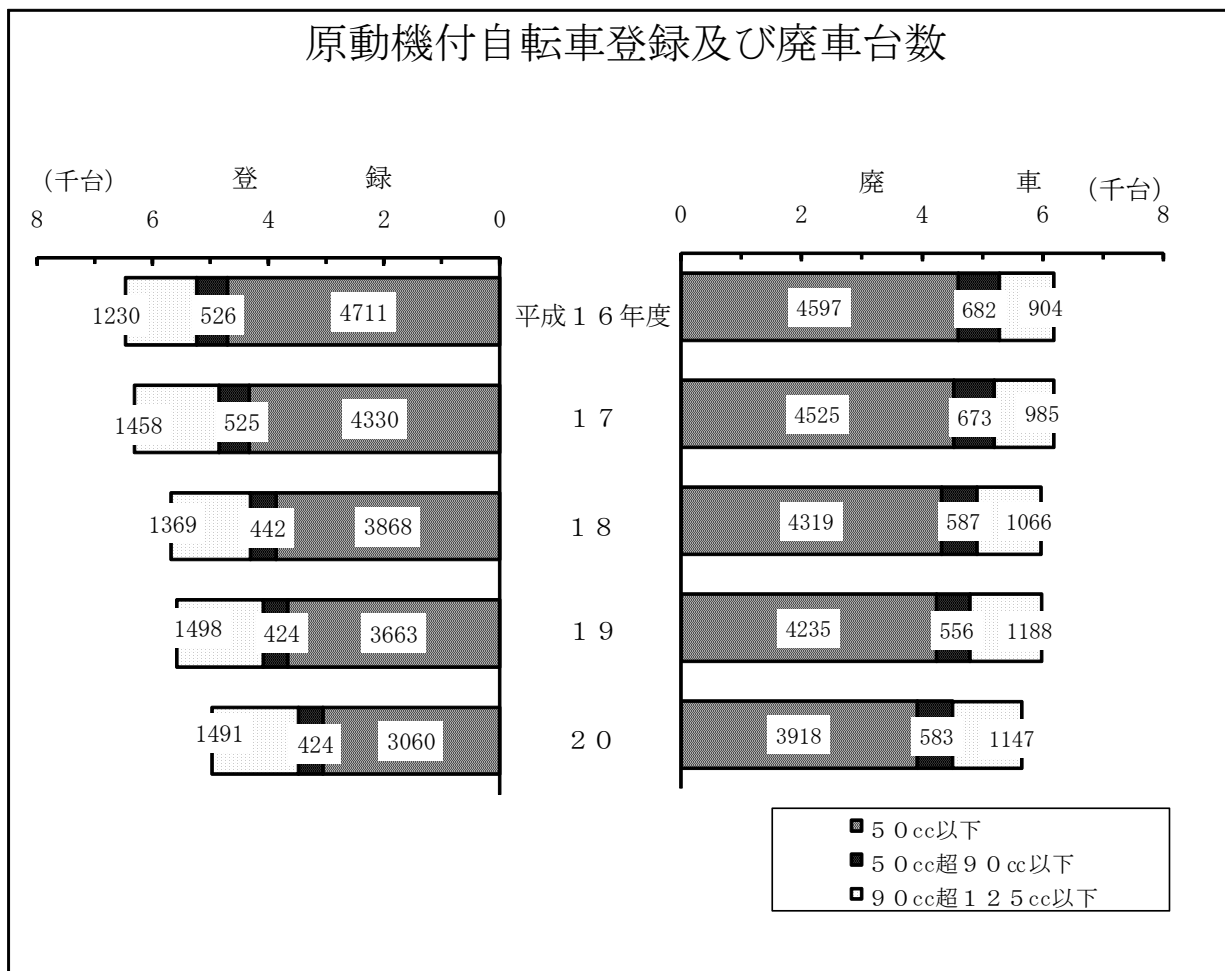 原動機付自転車登録及び廃車台数
(千台) 登 録
廃 車 (千台)
8 6 4 2 0
0 2 4 6 8
1230 526 4711 平成１６年度 4597 682 904
1458 525 4330 １７ 4525 673 985
1369 442 3868 １８ 4319 587 1066
1498 424 3663 １９ 4235 556 1188
1491 424 3060 ２０ 3918 583 1147
５０cc以下
５０cc超９０cc以下
９０cc超１２５cc以下